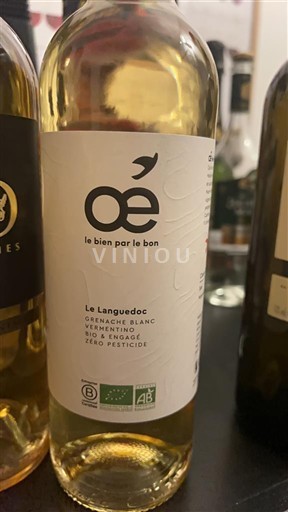 oé
le bien par le bon
VINIOU
Le Languedoc
GRENACHE BLANC
VERMENTINO
BIO & ENGAGÉ
ZÉRO PESTICIDE
B
AB